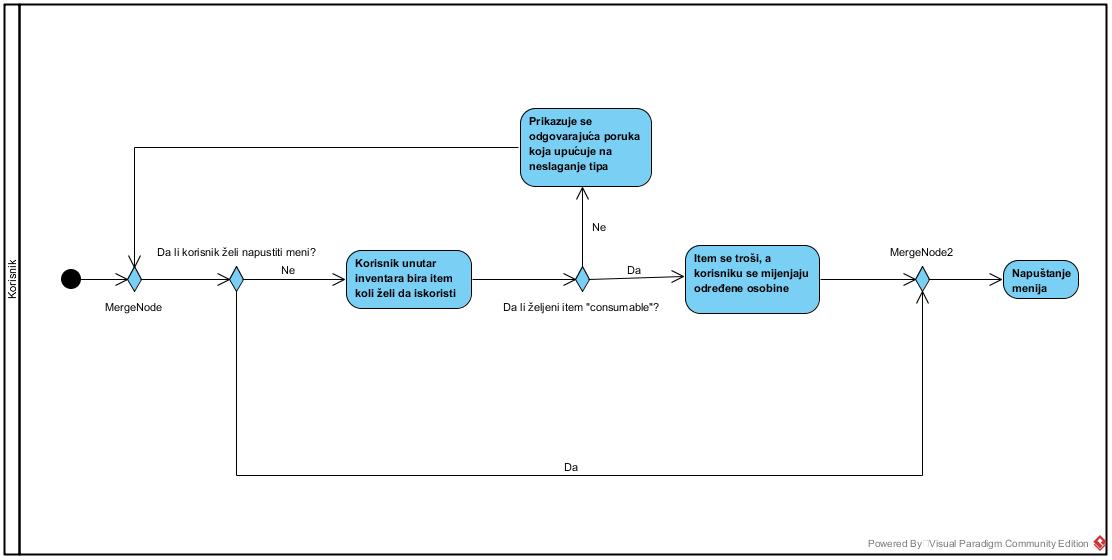 Korisnik
Prikazuje se
odgovarajuća poruka
koja upućuje na
neslaganje tipa
Ne
Da li korisnik želi napustiti meni?
Ne
MergeNode
Korisnik unutar
inventara bira item
koli želi da iskoristi
Da li željeni item "consumable"?
Da
Item se troši, a
korisniku se mijenjaju
određene osobine
MergeNode2
Napuštanje
menija
Da
Powered By Visual Paradigm Community Edition